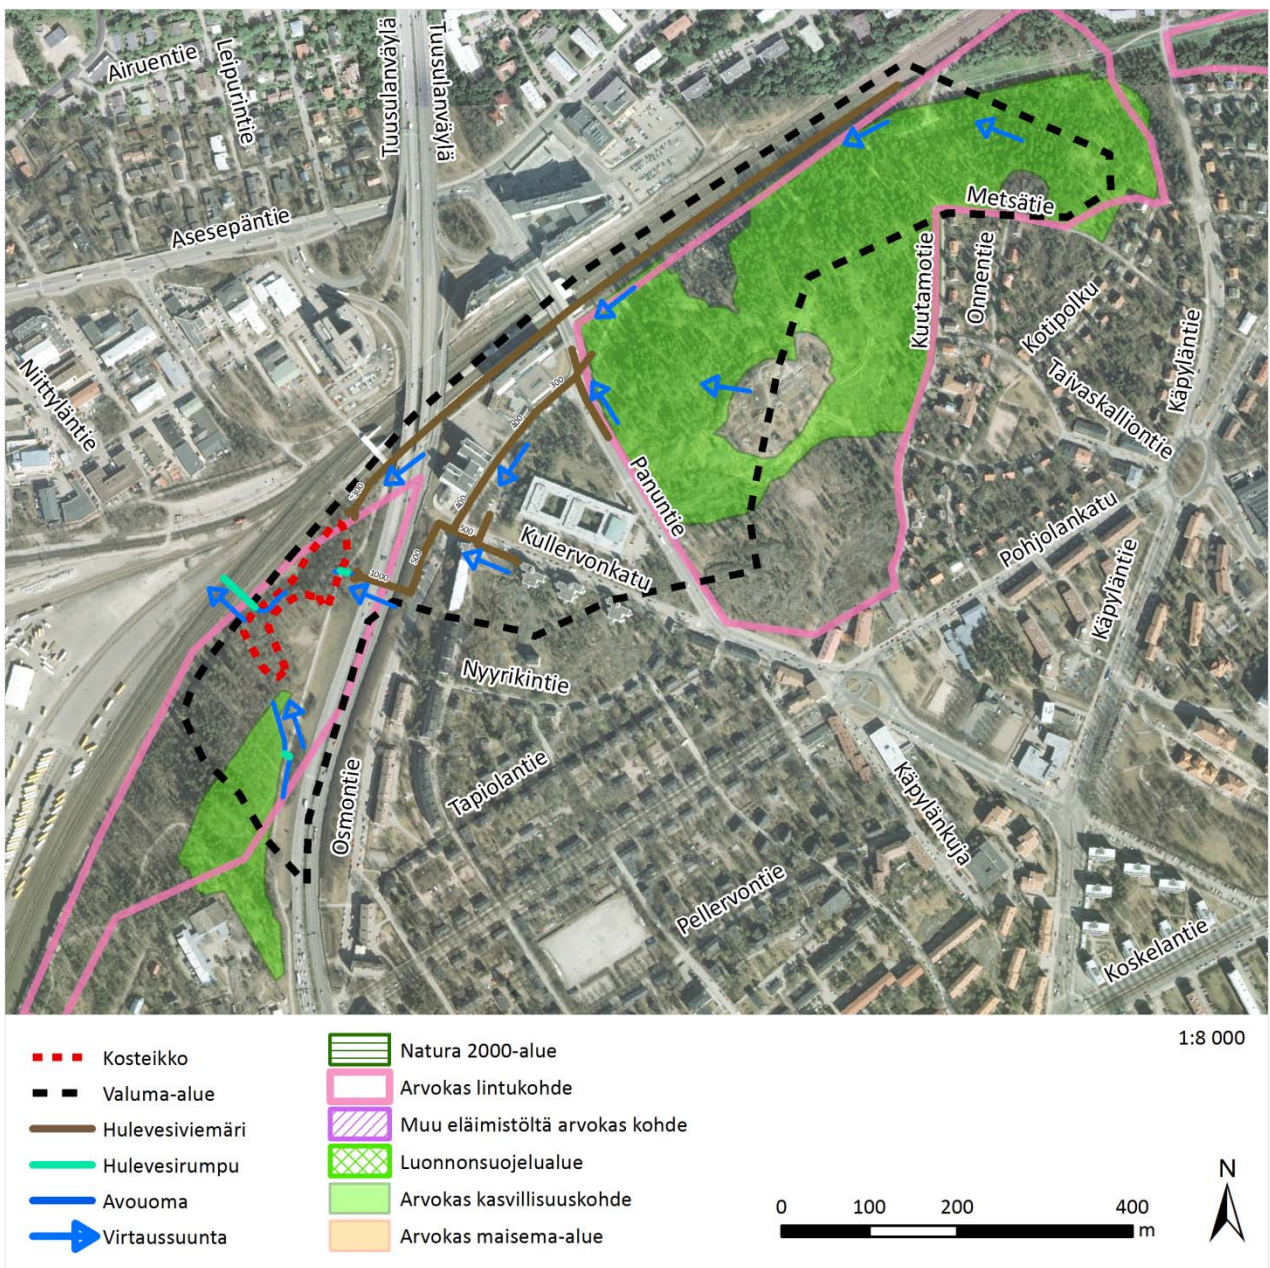 Airuentie
Leipurintie
Tuusulanväylä
Tuusulanväylä
Asesepäntie
Niittyläntie
Metsätie
Kuutamotie
Onnentie
Kotipolku
Taivaskalliontie
Käpyläntie
300
400
400
500
500
1000
Panuntie
Kullervonkatu
Pohjolankatu
Käpyläntie
Nyyrikintie
Tapiolantie
Osmontie
Käpylänkuja
Pellervontie
Koskelantie
Kosteikko
Valuma-alue
Hulevesiviemäri
Hulevesirumpu
Avouoma
Virtaussuunta
Natura 2000-alue
Arvokas lintukohde
Muu eläimistöltä arvokas kohde
Luonnonsuojelualue
Arvokas kasvillisuuskohde
Arvokas maisema-alue
1:8 000
0 100 200 400
m
N